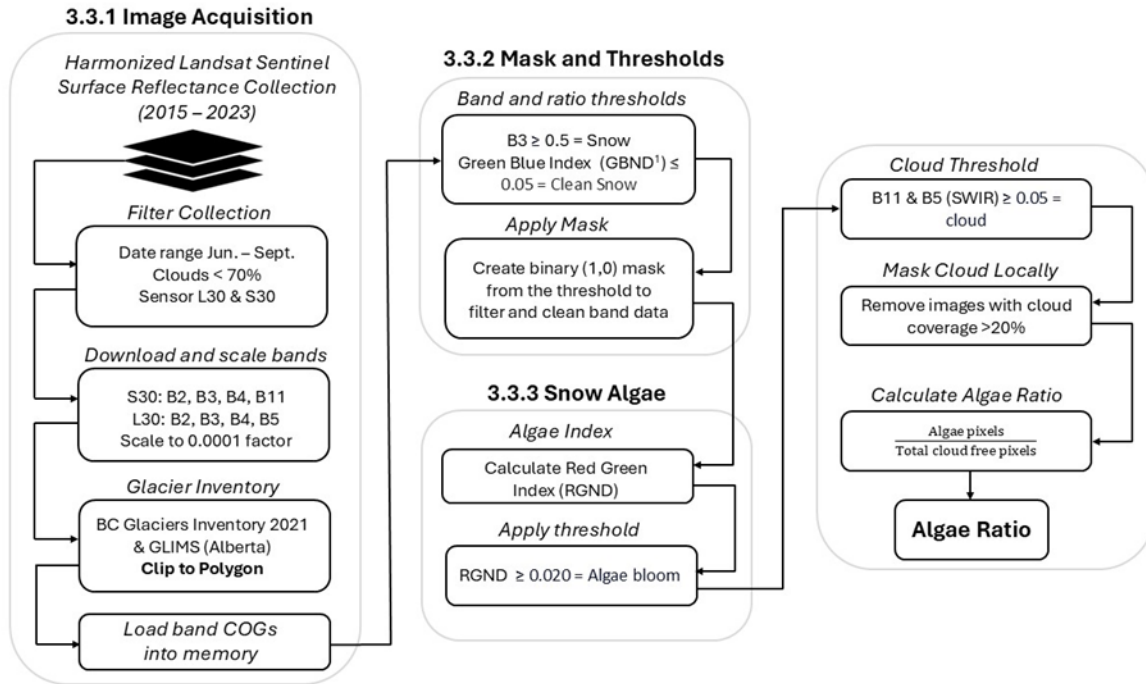 3.3.1 Image Acquisition
Harmonized Landsat Sentinel
Surface Reflectance Collection
(2015 – 2023)
Filter Collection
Date range Jun. – Sept.
Clouds < 70%
Sensor L30 & S30
Download and scale bands
S30: B2, B3, B4, B11
L30: B2, B3, B4, B5
Scale to 0.0001 factor
Glacier Inventory
BC Glaciers Inventory 2021
& GLIMS (Alberta)
Clip to Polygon
Load band COGs
into memory
3.3.2 Mask and Thresholds
Band and ratio thresholds
B3 ≥ 0.5 = Snow
Green Blue Index (GBND¹) ≤
0.05 = Clean Snow
Apply Mask
Create binary (1,0) mask
from the threshold to
filter and clean band data
3.3.3 Snow Algae
Algae Index
Calculate Red Green
Index (RGND)
Apply threshold
RGND ≥ 0.020 = Algae bloom
Cloud Threshold
B11 & B5 (SWIR) ≥ 0.05 =
cloud
Mask Cloud Locally
Remove images with cloud
coverage >20%
Calculate Algae Ratio
Algae pixels
Total cloud free pixels
Algae Ratio